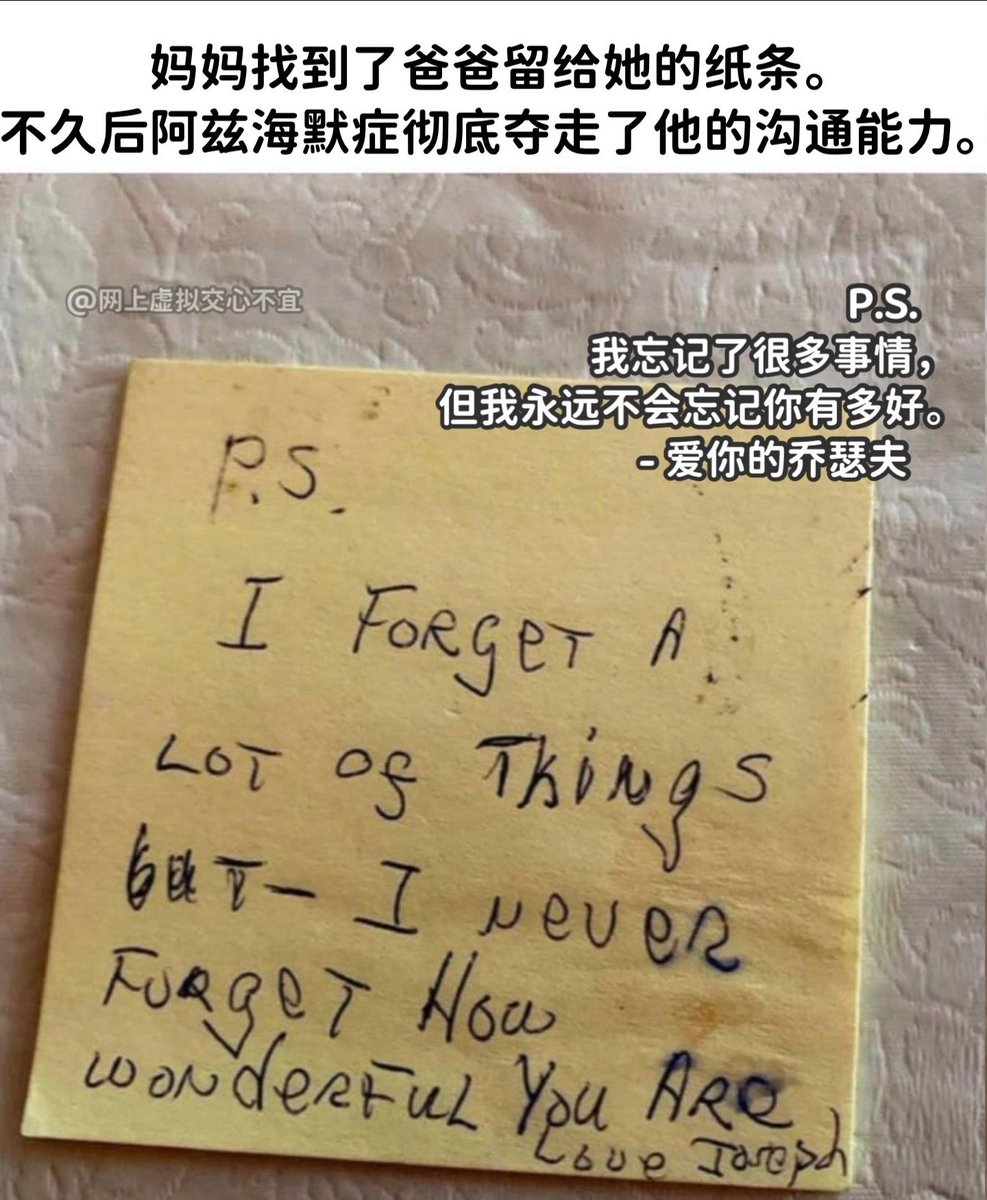 妈妈找到了爸爸留给她的纸条。
不久后阿兹海默症彻底夺走了他的沟通能力。
@网上虚拟交心不宜
P.S.
我忘记了很多事情，
但我永远不会忘记你有多好。
- 爱你的乔瑟夫
P.S.
I FORGET A
LOT OF THINGS
BUT- I NEVER
FORGET HOW
WONDERFUL YOU ARE
LOVE JOSEPH